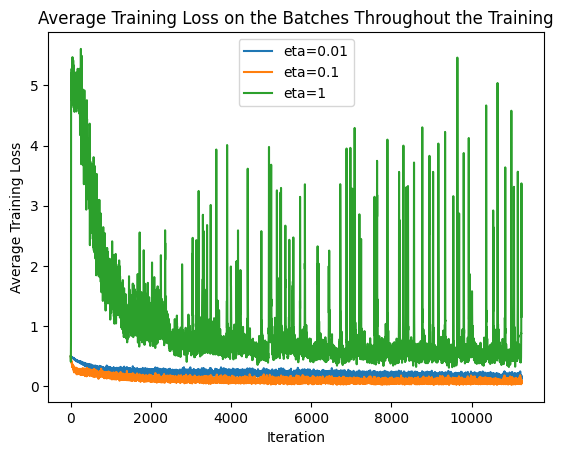 Average Training Loss on the Batches Throughout the Training
eta=0.01
eta=0.1
eta=1
Average Training Loss
5
4
3
2
1
0
0 2000 4000 6000 8000 10000
Iteration